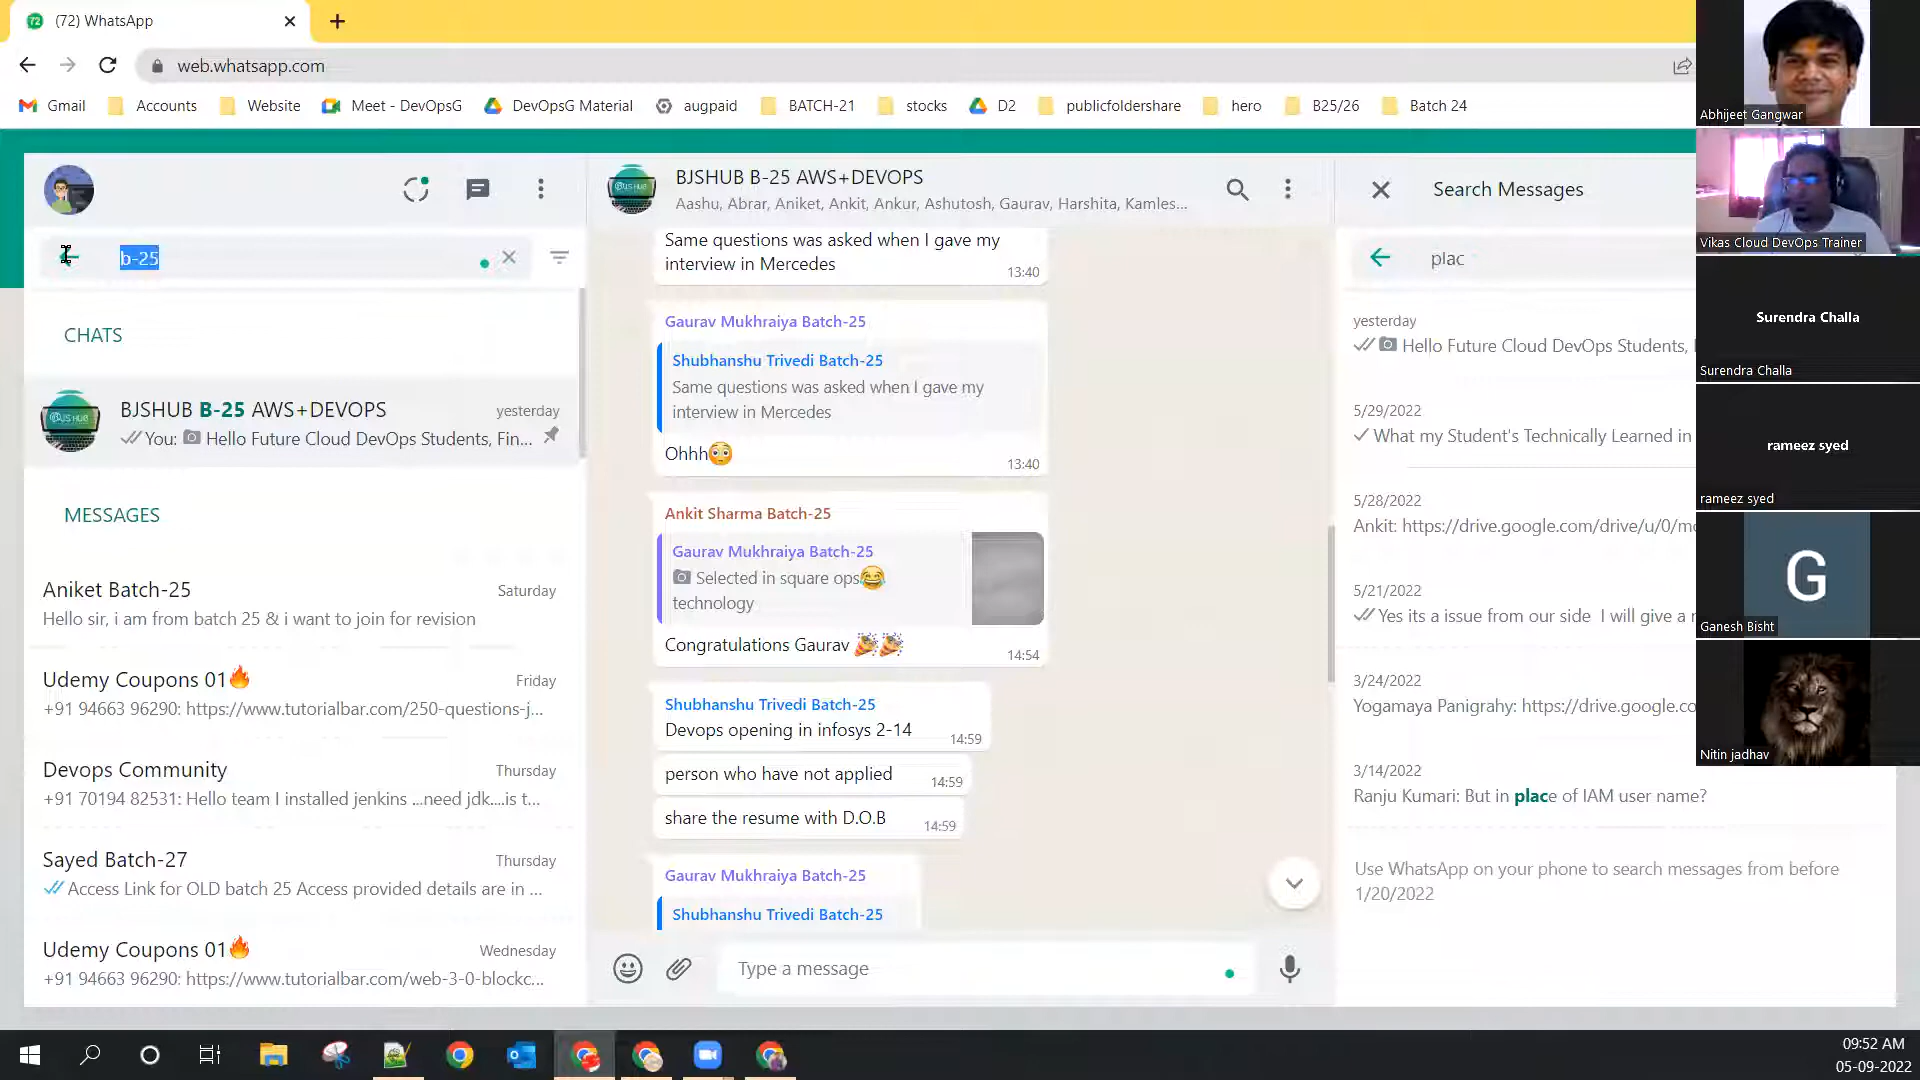 72
(72) WhatsApp
web.whatsapp.com
Gmail
Accounts
Website
Meet - DevOpsG
DevOpsG Material
augpaid
BATCH-21
stocks
D2
publicfoldershare
hero
B25/26
Batch 24
b-25
CHATS
BJSHUB B-25 AWS+DEVOPS
yesterday
You: Hello Future Cloud DevOps Students, Fin...
MESSAGES
Aniket Batch-25
Saturday
Hello sir, i am from batch 25 & i want to join for revision
Udemy Coupons 01🔥
Friday
+91 94663 96290: https://www.tutorialbar.com/250-questions-j...
Devops Community
Thursday
+91 70194 82531: Hello team I installed jenkins ...need jdk....is t...
Sayed Batch-27
Thursday
Access Link for OLD batch 25 Access provided details are in ...
Udemy Coupons 01🔥
Wednesday
+91 94663 96290: https://www.tutorialbar.com/web-3-0-blockc...
BJSHUB B-25 AWS+DEVOPS
Aashu, Abrar, Aniket, Ankit, Ankur, Ashutosh, Gaurav, Harshita, Kamles...
Same questions was asked when I gave my
interview in Mercedes
13:40
Gaurav Mukhraiya Batch-25
Shubhanshu Trivedi Batch-25
Same questions was asked when I gave my
interview in Mercedes
Ohhh😳
13:40
Ankit Sharma Batch-25
Gaurav Mukhraiya Batch-25
Selected in square ops😂
technology
Congratulations Gaurav 🎉🎉
14:54
Shubhanshu Trivedi Batch-25
Devops opening in infosys 2-14
14:59
person who have not applied
14:59
share the resume with D.O.B
14:59
Gaurav Mukhraiya Batch-25
Shubhanshu Trivedi Batch-25
Type a message
Search Messages
plac
yesterday
Hello Future Cloud DevOps Students,
5/29/2022
What my Student's Technically Learned in
5/28/2022
Ankit: https://drive.google.com/drive/u/0/m
5/21/2022
Yes its a issue from our side I will give a
3/24/2022
Yogamaya Panigrahy: https://drive.google.co
3/14/2022
Ranju Kumari: But in place of IAM user name?
Use WhatsApp on your phone to search messages from before
1/20/2022
Abhijeet Gangwar
Vikas Cloud DevOps Trainer
Surendra Challa
Surendra Challa
rameez syed
rameez syed
G
Ganesh Bisht
Nitin jadhav
09:52 AM
05-09-2022